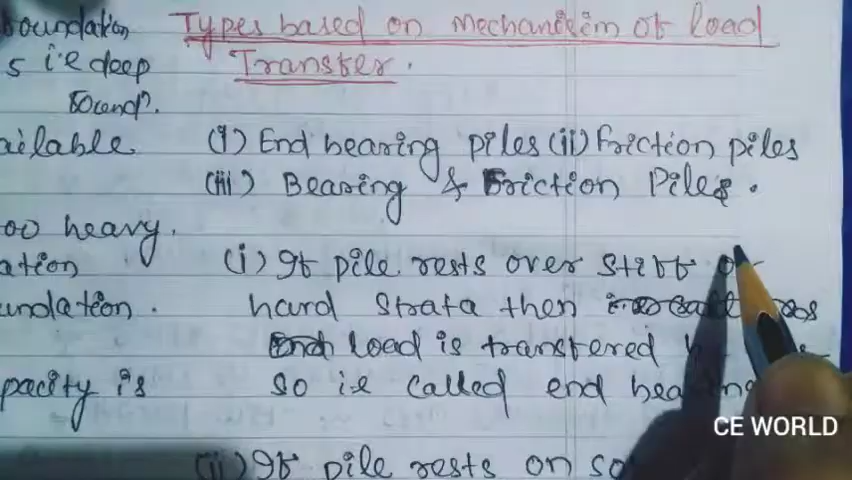 foundation
s i.e deep
found^n.
ailable
oo heavy.
ation
undation.
pacity is
Types based on Mechanism of load
Transfer.
(i) End bearing piles (ii) Friction piles
(iii) Bearing & Friction Piles.
(i) If pile rests over stiff or
hard strata then
load is transfered
so i.e called end bearing
(ii) If pile rests on so
CE WORLD